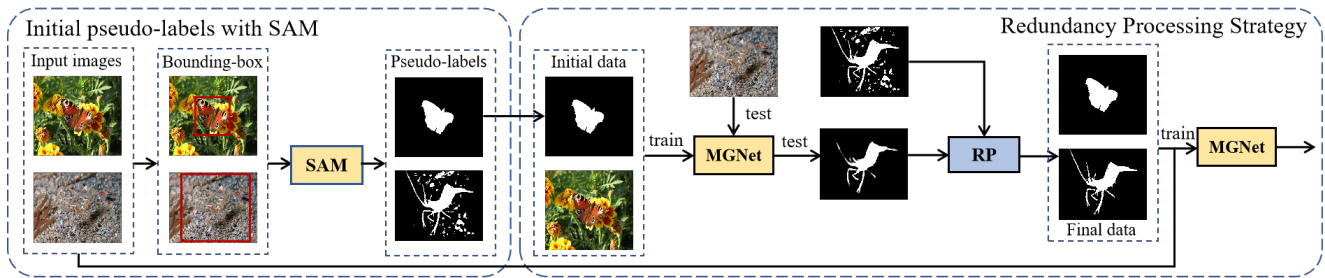 Initial pseudo-labels with SAM
Input images
Bounding-box
SAM
Pseudo-labels
Redundancy Processing Strategy
Initial data
train
test
MGNet
test
RP
Final data
train
MGNet